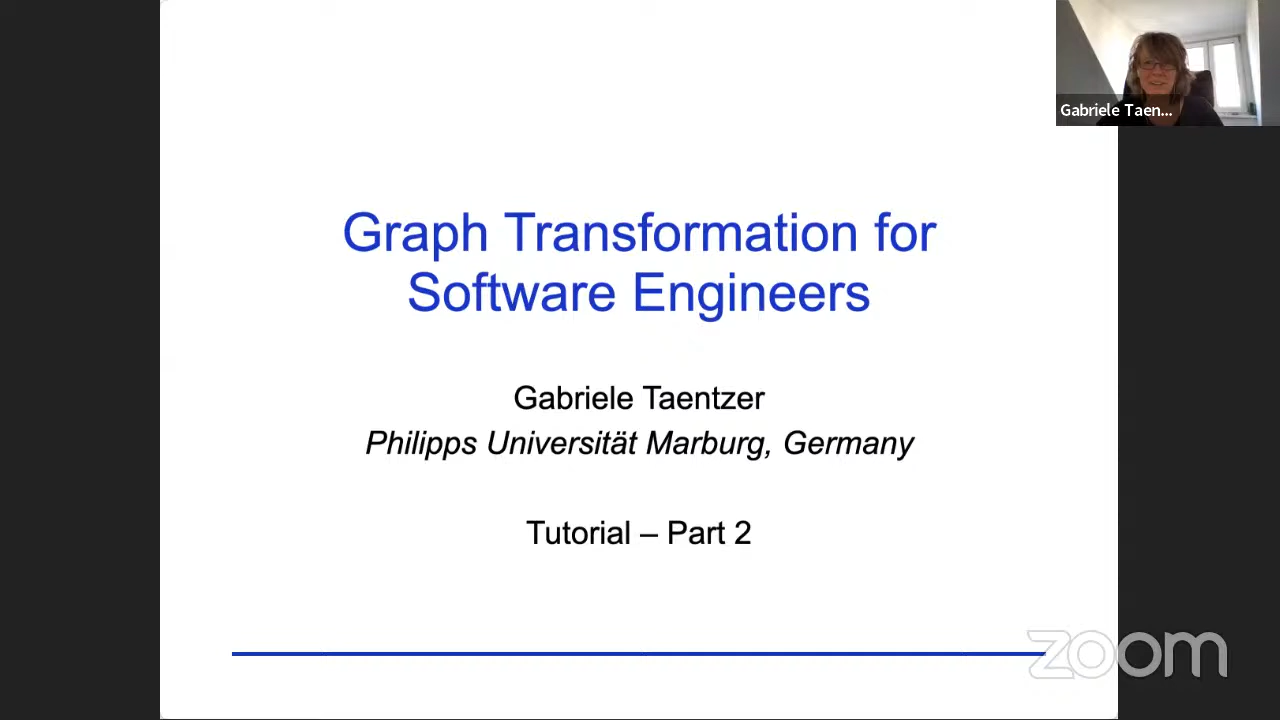 Gabriele Taen...
Graph Transformation for
Software Engineers
Gabriele Taentzer
Philipps Universität Marburg, Germany
Tutorial – Part 2
zoom